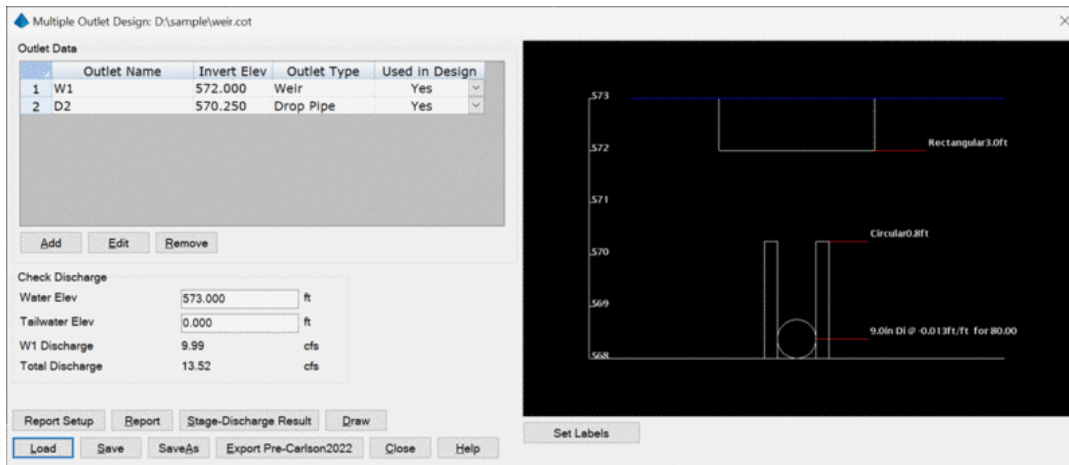 Multiple Outlet Design: D:\sample\weir.cot
Outlet Data
Outlet Name Invert Elev Outlet Type Used in Design
1 W1 572.000 Weir Yes
2 D2 570.250 Drop Pipe Yes
Add Edit Remove
Check Discharge
Water Elev 573.000 ft
Tailwater Elev 0.000 ft
W1 Discharge 9.99 cfs
Total Discharge 13.52 cfs
Report Setup Report Stage-Discharge Result Draw
Load Save SaveAs Export Pre-Carlson2022 Close Help
573
572
Rectangular3.0ft
571
Circular0.8ft
570
569
9.0in Di @ -0.013ft/ft for 80.00
568
Set Labels